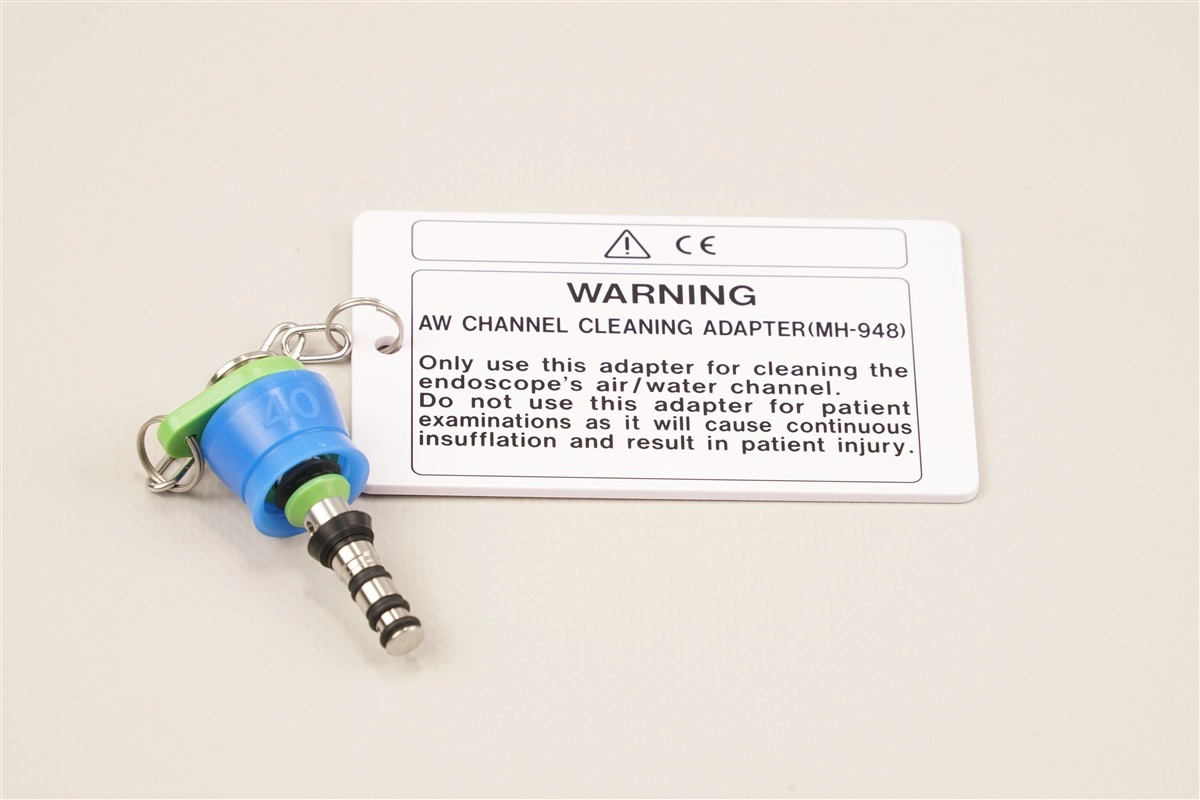 CE
WARNING
AW CHANNEL CLEANING ADAPTER(MH-948)
Only use this adapter for cleaning the
endoscope's air/water channel.
Do not use this adapter for patient
examinations as it will cause continuous
insufflation and result in patient injury.
40